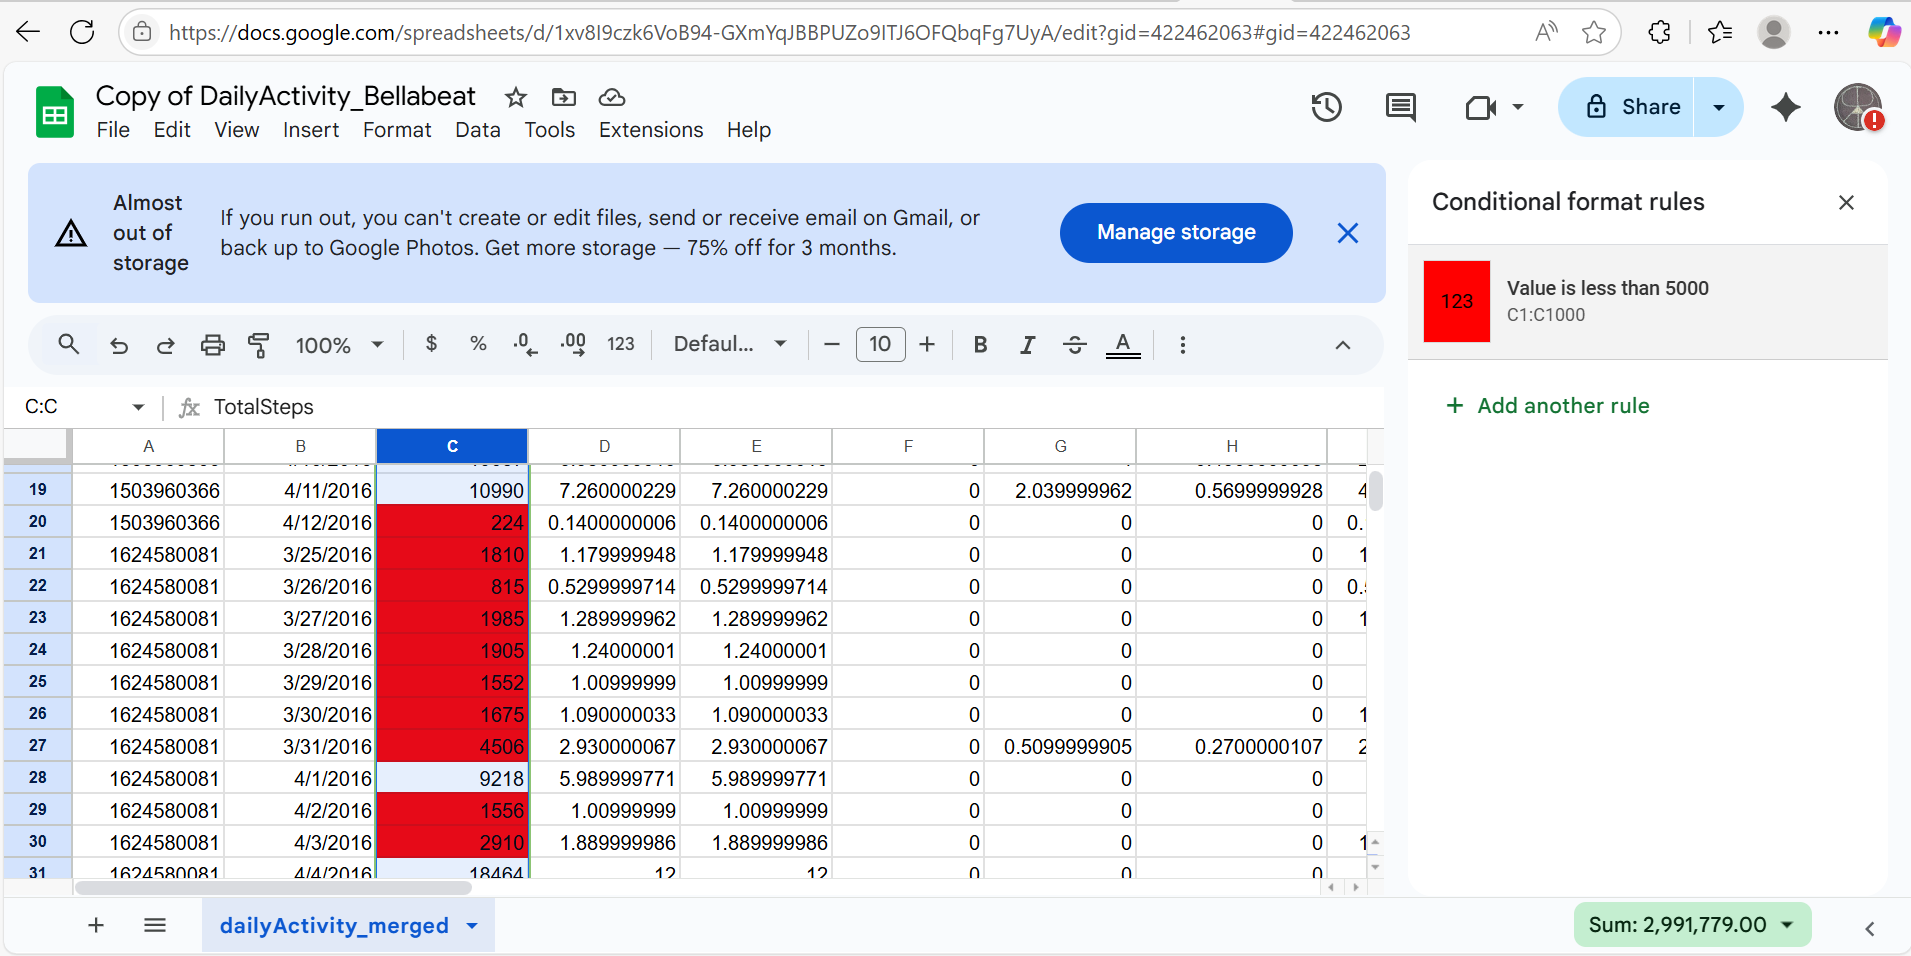 https://docs.google.com/spreadsheets/d/1xv8I9czk6VoB94-GXmYqJBBPUZo9ITJ6OFQbqFg7UyA/edit?gid=422462063#gid=422462063
Copy of DailyActivity_Bellabeat
File Edit View Insert Format Data Tools Extensions Help
Share
Almost out of storage
If you run out, you can't create or edit files, send or receive email on Gmail, or
back up to Google Photos. Get more storage — 75% off for 3 months.
Manage storage
100% $ % .0 .00 123 Defaul... 10 B I S A
C:C fx TotalSteps
A B C D E F G H
19 1503960366 4/11/2016 10990 7.260000229 7.260000229 0 2.039999962 0.5699999928 4
20 1503960366 4/12/2016 224 0.1400000006 0.1400000006 0 0 0 0.
21 1624580081 3/25/2016 1810 1.179999948 1.179999948 0 0 0 1
22 1624580081 3/26/2016 815 0.5299999714 0.5299999714 0 0 0 0.
23 1624580081 3/27/2016 1985 1.289999962 1.289999962 0 0 0 1
24 1624580081 3/28/2016 1905 1.24000001 1.24000001 0 0 0
25 1624580081 3/29/2016 1552 1.00999999 1.00999999 0 0 0
26 1624580081 3/30/2016 1675 1.090000033 1.090000033 0 0 0 1
27 1624580081 3/31/2016 4506 2.930000067 2.930000067 0 0.5099999905 0.2700000107 2
28 1624580081 4/1/2016 9218 5.989999771 5.989999771 0 0 0
29 1624580081 4/2/2016 1556 1.00999999 1.00999999 0 0 0
30 1624580081 4/3/2016 2910 1.889999986 1.889999986 0 0 0 1
31 1624580081 4/4/2016 18464 12 12 0 0 0
Conditional format rules
123
Value is less than 5000
C1:C1000
+ Add another rule
dailyActivity_merged
Sum: 2,991,779.00